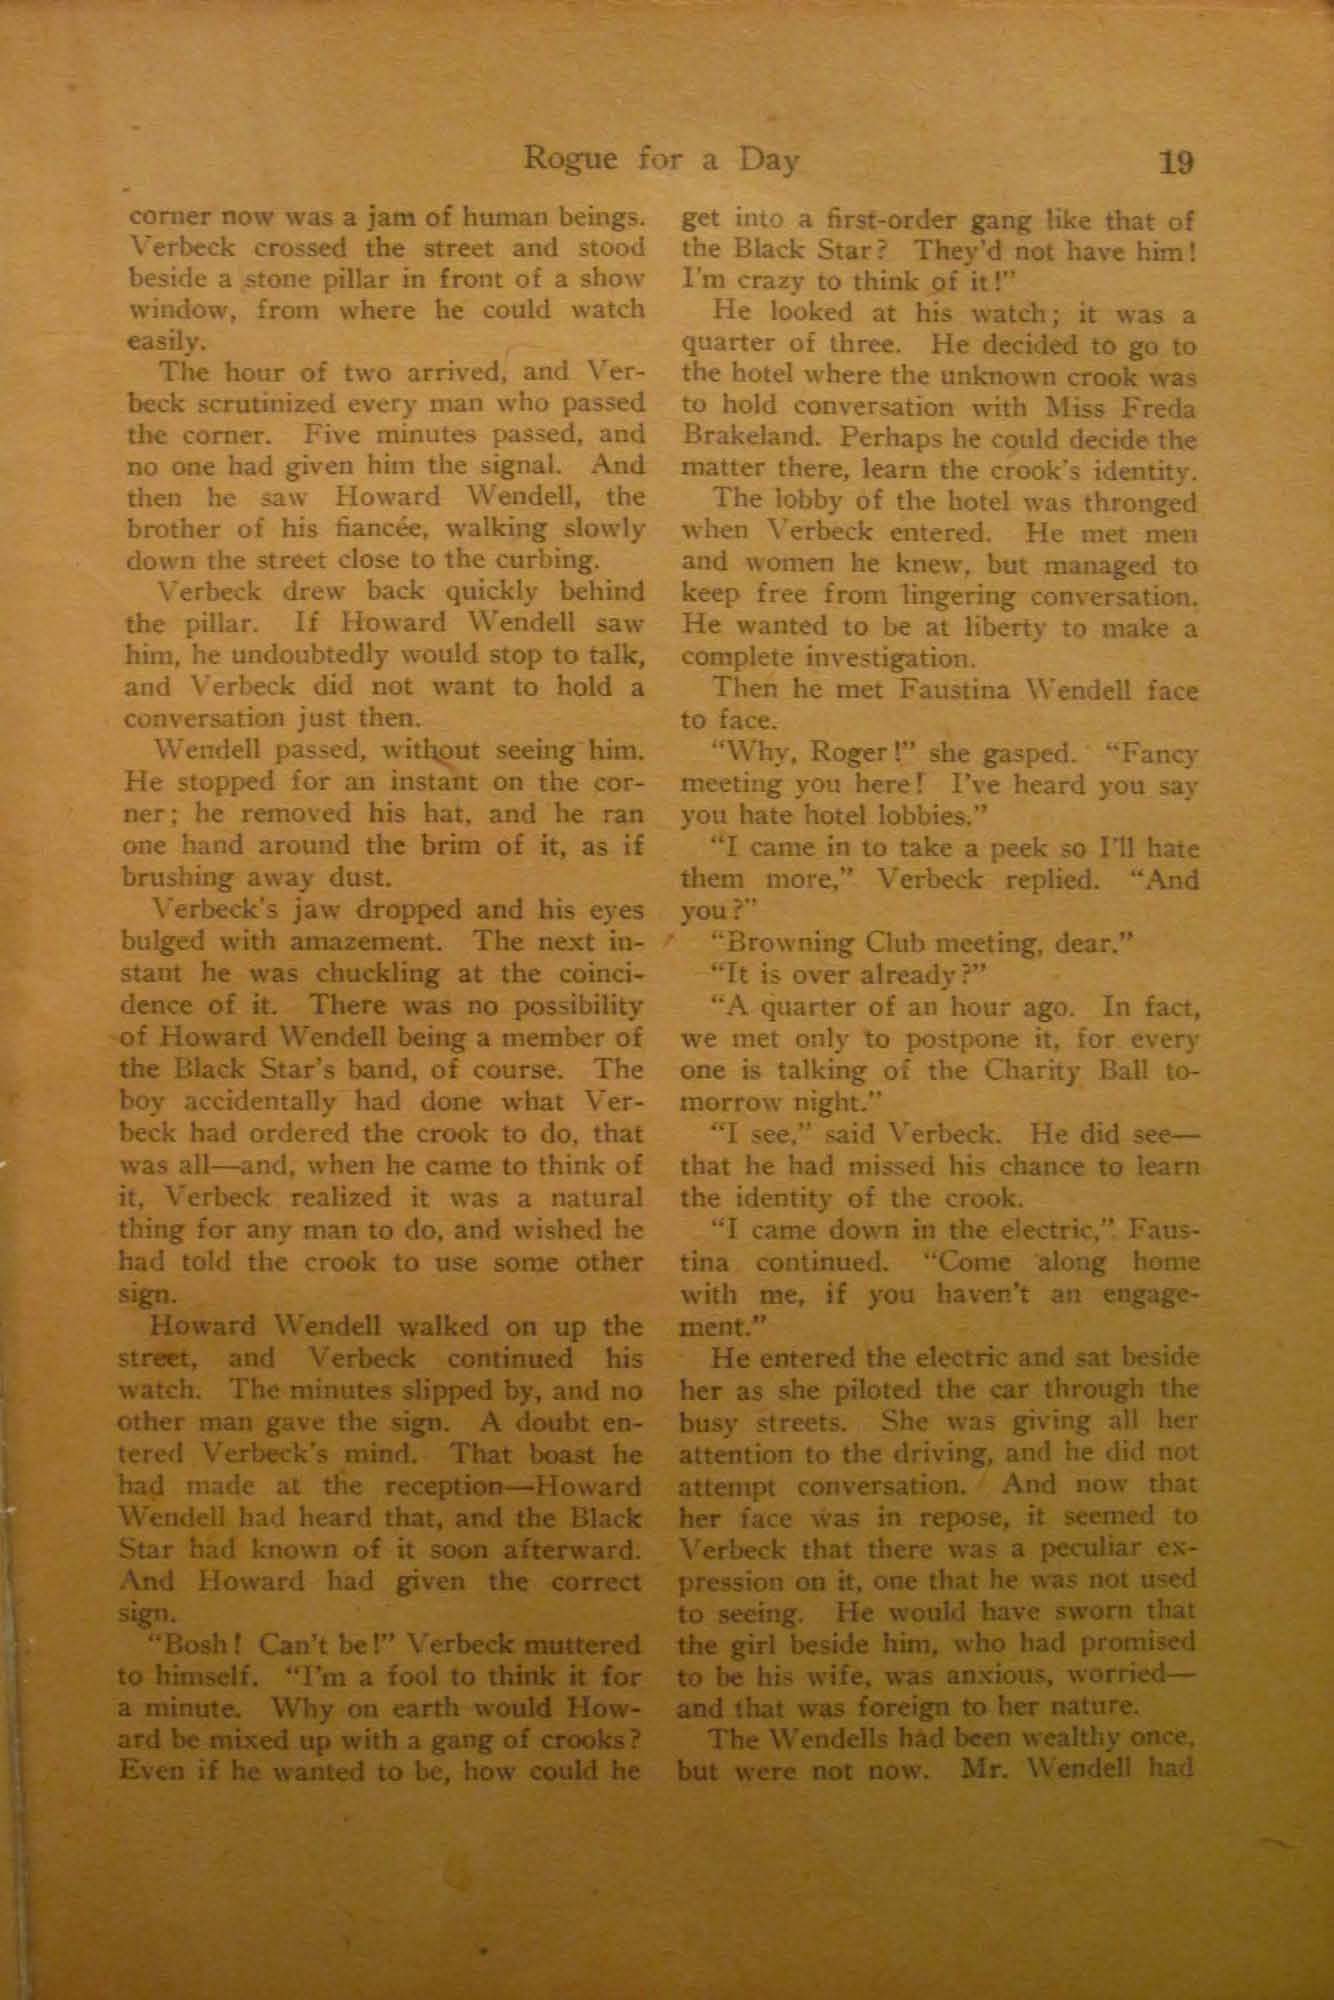 Rogue for a Day 19
corner now was a jam of human beings.
Verbeck crossed the street and stood
beside a stone pillar in front of a show
window, from where he could watch
easily.
The hour of two arrived, and Ver-
beck scrutinized every man who passed
the corner. Five minutes passed, and
no one had given him the signal. And
then he saw Howard Wendell, the
brother of his fiancée, walking slowly
down the street close to the curbing.
Verbeck drew back quickly behind
the pillar. If Howard Wendell saw
him, he undoubtedly would stop to talk,
and Verbeck did not want to hold a
conversation just then.
Wendell passed, without seeing him.
He stopped for an instant on the cor-
ner; he removed his hat, and he ran
one hand around the brim of it, as if
brushing away dust.
Verbeck's jaw dropped and his eyes
bulged with amazement. The next in-
stant he was chuckling at the coinci-
dence of it. There was no possibility
of Howard Wendell being a member of
the Black Star's band, of course. The
boy accidentally had done what Ver-
beck had ordered the crook to do, that
was all—and, when he came to think of
it, Verbeck realized it was a natural
thing for any man to do, and wished he
had told the crook to use some other
sign.
Howard Wendell walked on up the
street, and Verbeck continued his
watch. The minutes slipped by, and no
other man gave the sign. A doubt en-
tered Verbeck's mind. That boast he
had made at the reception—Howard
Wendell had heard that, and the Black
Star had known of it soon afterward.
And Howard had given the correct
sign.
"Bosh! Can't be!" Verbeck muttered
to himself. "I'm a fool to think it for
a minute. Why on earth would How-
ard be mixed up with a gang of crooks?
Even if he wanted to be, how could he
get into a first-order gang like that of
the Black Star? They'd not have him!
I'm crazy to think of it!"
He looked at his watch; it was a
quarter of three. He decided to go to
the hotel where the unknown crook was
to hold conversation with Miss Freda
Brakeland. Perhaps he could decide the
matter there, learn the crook's identity.
The lobby of the hotel was thronged
when Verbeck entered. He met men
and women he knew, but managed to
keep free from lingering conversation.
He wanted to be at liberty to make a
complete investigation.
Then he met Faustina Wendell face
to face.
"Why, Roger!" she gasped. "Fancy
meeting you here! I've heard you say
you hate hotel lobbies."
"I came in to take a peek so I'll hate
them more," Verbeck replied. "And
you?"
"Browning Club meeting, dear."
"It is over already?"
"A quarter of an hour ago. In fact,
we met only to postpone it, for every
one is talking of the Charity Ball to-
morrow night."
"I see," said Verbeck. He did see—
that he had missed his chance to learn
the identity of the crook.
"I came down in the electric," Faus-
tina continued. "Come along home
with me, if you haven't an engage-
ment."
He entered the electric and sat beside
her as she piloted the car through the
busy streets. She was giving all her
attention to the driving, and he did not
attempt conversation. And now that
her face was in repose, it seemed to
Verbeck that there was a peculiar ex-
pression on it, one that he was not used
to seeing. He would have sworn that
the girl beside him, who had promised
to be his wife, was anxious, worried—
and that was foreign to her nature.
The Wendells had been wealthy once,
but were not now. Mr. Wendell had